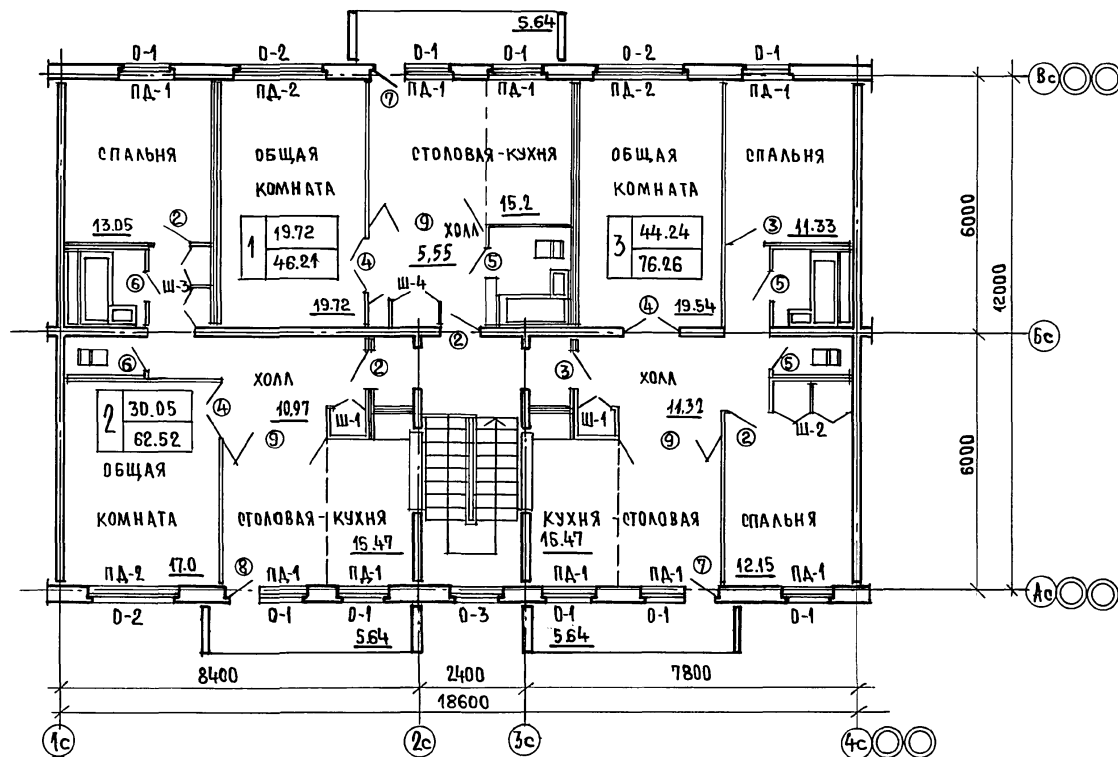 5.64
О-1 О-2 О-1 О-1 О-2 О-1
ПД-1 ПД-2 7 ПД-1 ПД-1 ПД-2 ПД-1
Вс
СПАЛЬНЯ ОБЩАЯ СТОЛОВАЯ-КУХНЯ ОБЩАЯ СПАЛЬНЯ
КОМНАТА КОМНАТА
13.05 2 9 15.2 3 11.33
1 19.72 ХОЛЛ 3 44.24
46.21 4 5,55 5 76.26
6 Ш-3 Ш-4 5
19.72 4 19.54
2
6000
12000
Бс
6 2 3 5
ХОЛЛ ХОЛЛ
2 30.05 4 10,97 Ш-1 Ш-1 11.32 Ш-2
62.52 9 9 2
ОБЩАЯ
КОМНАТА СТОЛОВАЯ-КУХНЯ КУХНЯ-СТОЛОВАЯ СПАЛЬНЯ
15.47 15.47
17.0 8 7 12.15
ПД-2 ПД-1 ПД-1 ПД-1 ПД-1 ПД-1
6000
Ас
О-2 О-1 О-1 О-3 О-1 О-1 О-1
5.64 5.64
8400 2400 7800
18600
1с 2с 3с 4с